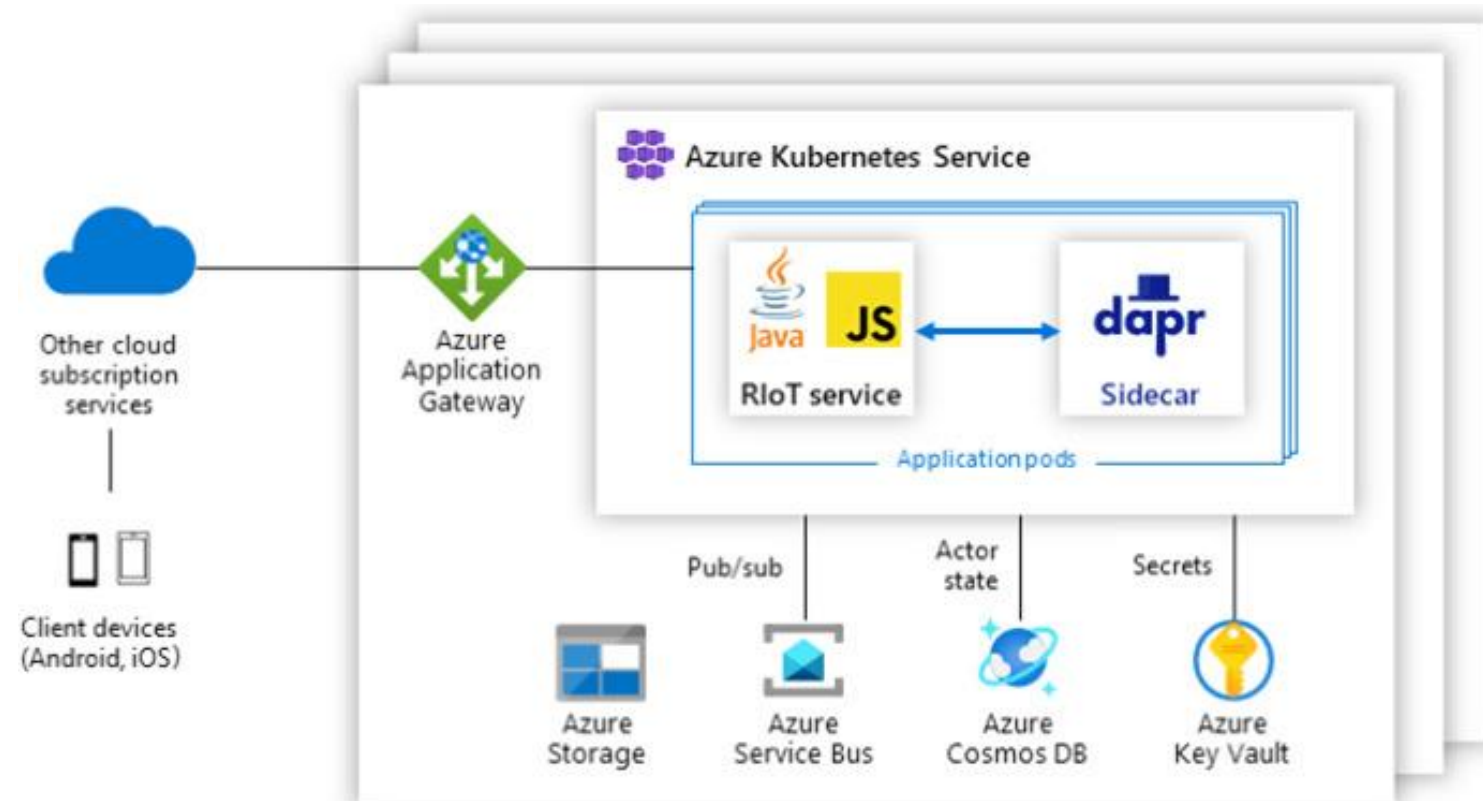 Azure Kubernetes Service
Java
JS
RIoT service
dapr
Sidecar
Application pods
Other cloud
subscription
services
Azure
Application
Gateway
Client devices
(Android, iOS)
Pub/sub
Actor
state
Secrets
Azure
Storage
Azure
Service Bus
Azure
Cosmos DB
Azure
Key Vault